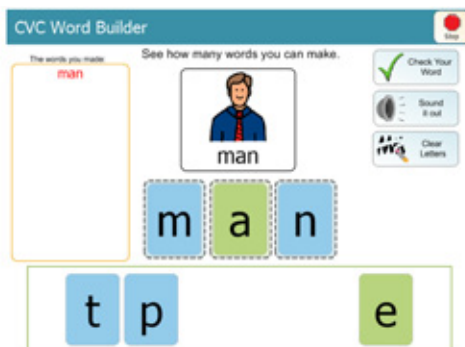 CVC Word Builder
Stop
The words you made:
man
See how many words you can make.
man
Check Your
Word
Sound
it out
Clear
Letters
m a n
t p e